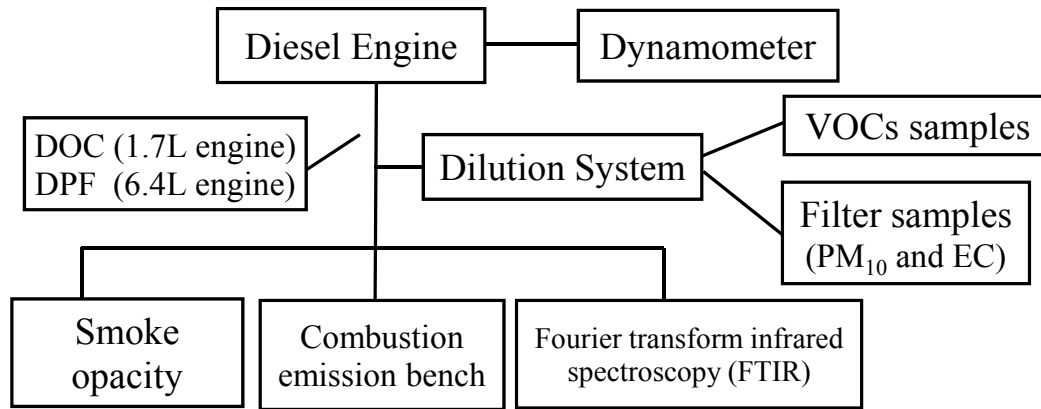 Diesel Engine
Dynamometer
DOC (1.7L engine)
DPF (6.4L engine)
Dilution System
VOCs samples
Filter samples
(PM₁₀ and EC)
Smoke
opacity
Combustion
emission bench
Fourier transform infrared
spectroscopy (FTIR)